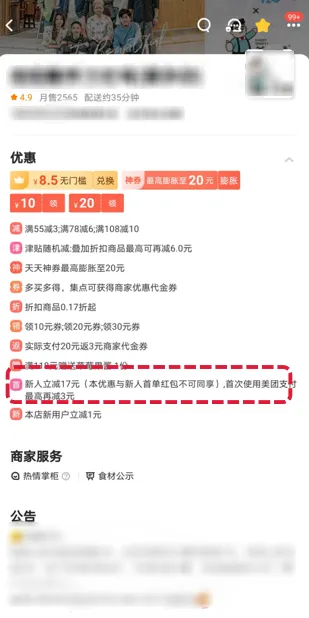 99+
4.9 月售2565 配送约35分钟
优惠
¥8.5无门槛 兑换 神券 最高膨胀至20元 膨胀
¥10 领 ¥20 领
减 满55减3;满78减6;满108减10
津 津贴随机减:叠加折扣商品最高可再减6.0元
神 天天神券最高膨胀至20元
券 多买多得，集点可获得商家优惠代金券
折 折扣商品0.17折起
领 领10元券;领20元券;领30元券
返 实际支付20元返3元商家代金券
首 新人立减17元（本优惠与新人首单红包不可同享）,首次使用美团支付
最高再减3元
新 本店新用户立减1元
商家服务
热情掌柜 ? 食材公示
公告